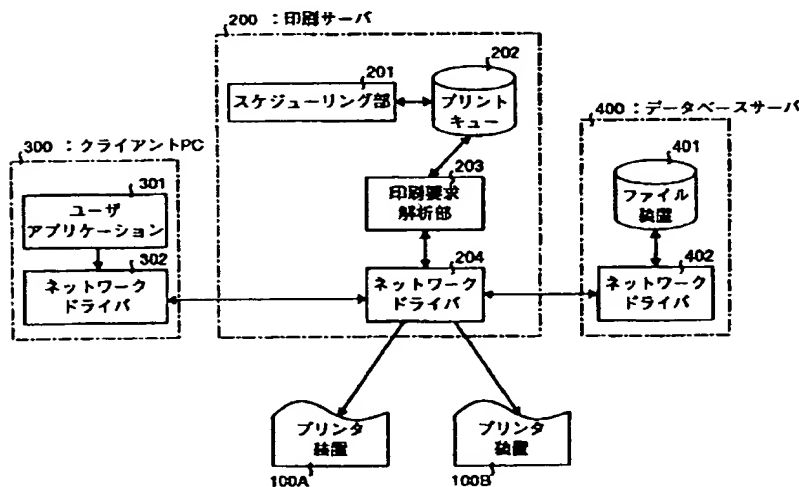 200 : 印刷サーバ
201
202
スケジューリング部
プリント
キュー
203
印刷要求
解析部
204
ネットワーク
ドライバ
300 : クライアントPC
301
ユーザ
アプリケーション
302
ネットワーク
ドライバ
400 : データベースサーバ
401
ファイル
装置
402
ネットワーク
ドライバ
プリンタ
装置
100A
プリンタ
装置
100B